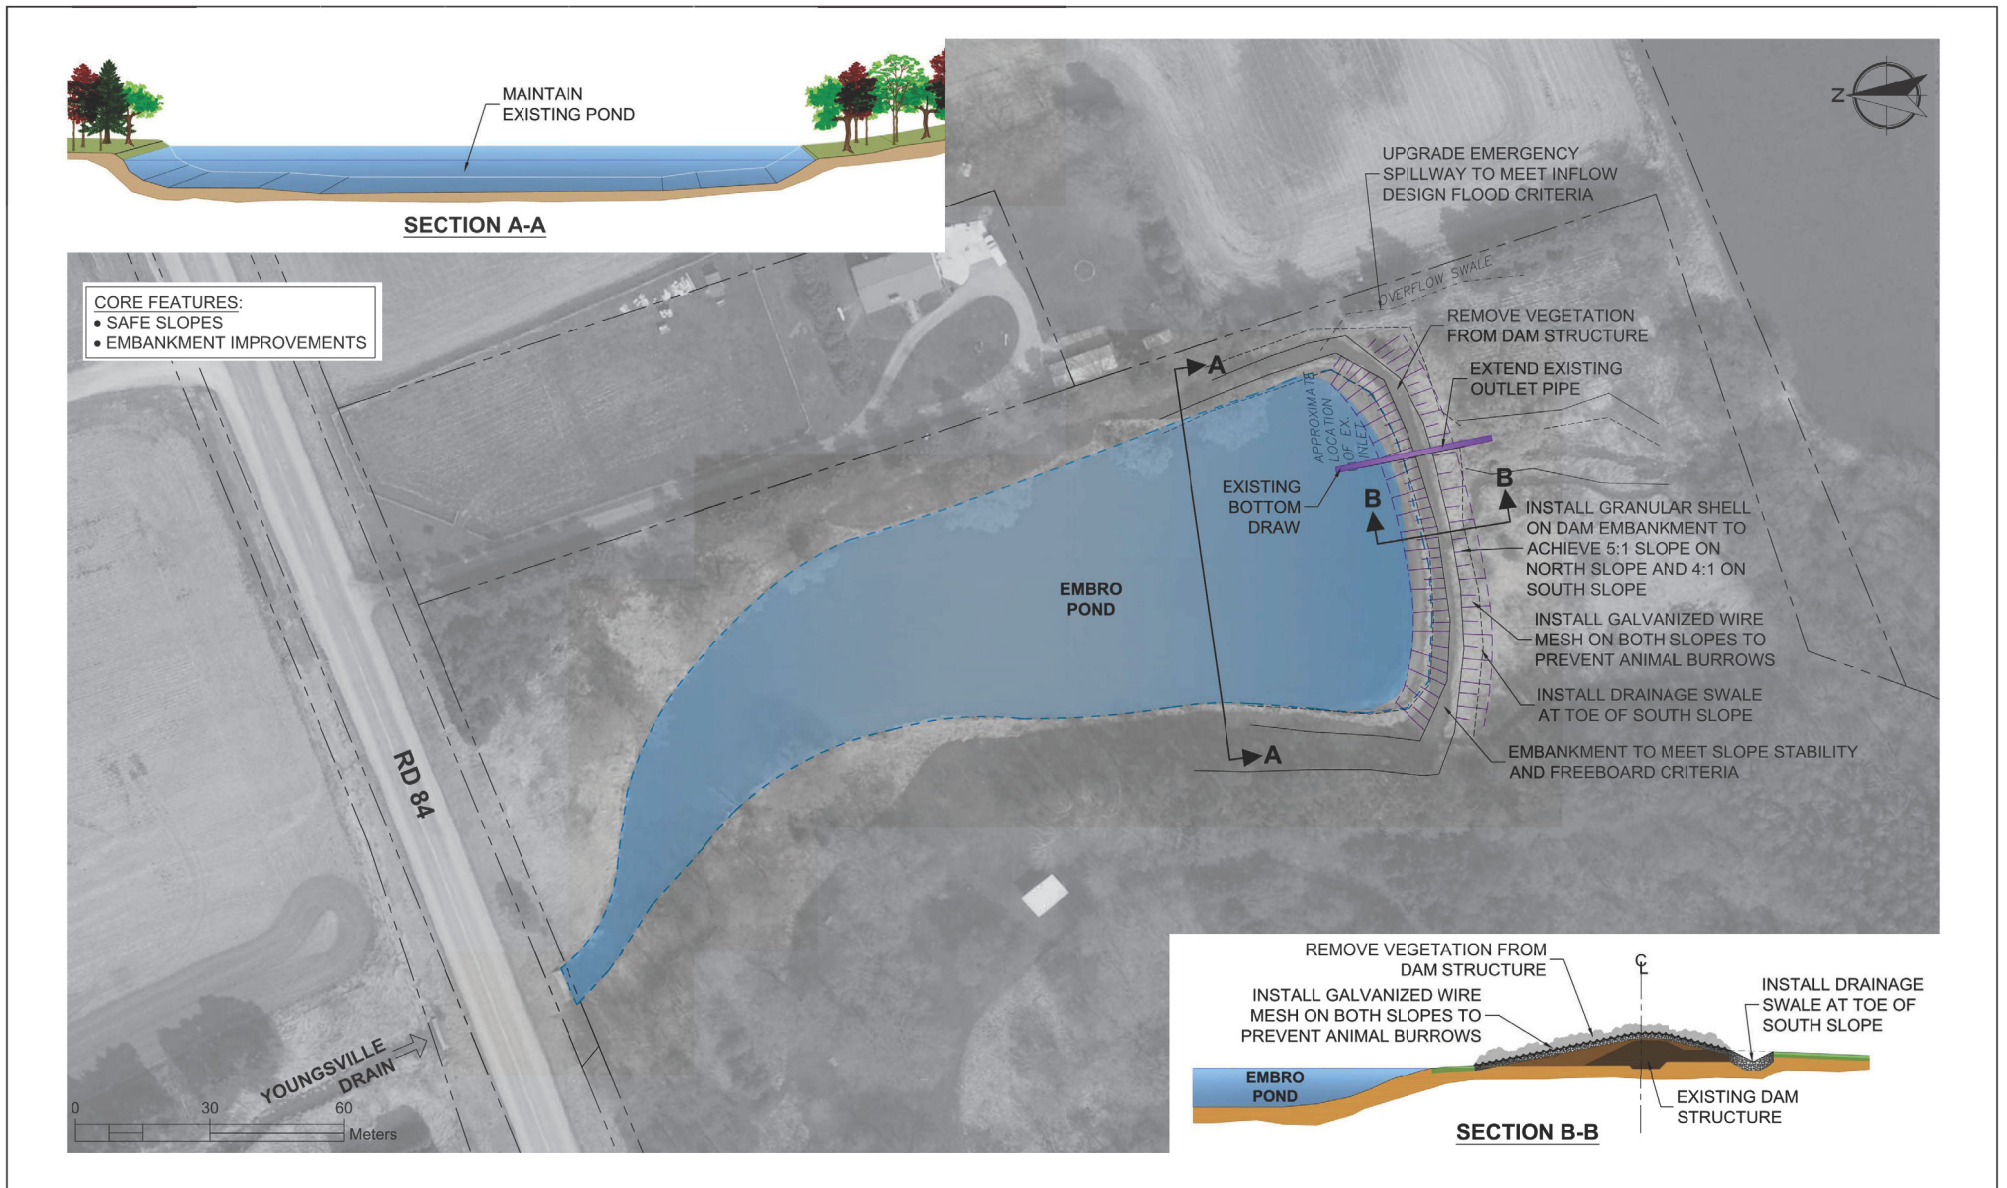 MAINTAIN
EXISTING POND
SECTION A-A
CORE FEATURES:
• SAFE SLOPES
• EMBANKMENT IMPROVEMENTS
Z
UPGRADE EMERGENCY
SPILLWAY TO MEET INFLOW
DESIGN FLOOD CRITERIA
OVERFLOW SWALE
REMOVE VEGETATION
FROM DAM STRUCTURE
EXTEND EXISTING
OUTLET PIPE
A
APPROXIMATE
LOCATION
OF EX.
INLET
EXISTING
BOTTOM
DRAW
B
B
INSTALL GRANULAR SHELL
ON DAM EMBANKMENT TO
ACHIEVE 5:1 SLOPE ON
NORTH SLOPE AND 4:1 ON
SOUTH SLOPE
EMBRO
POND
INSTALL GALVANIZED WIRE
MESH ON BOTH SLOPES TO
PREVENT ANIMAL BURROWS
INSTALL DRAINAGE SWALE
AT TOE OF SOUTH SLOPE
A
EMBANKMENT TO MEET SLOPE STABILITY
AND FREEBOARD CRITERIA
RD 84
YOUNGSVILLE
DRAIN
0 30 60
Meters
REMOVE VEGETATION FROM
DAM STRUCTURE
INSTALL GALVANIZED WIRE
MESH ON BOTH SLOPES TO
PREVENT ANIMAL BURROWS
℄
INSTALL DRAINAGE
SWALE AT TOE OF
SOUTH SLOPE
EMBRO
POND
EXISTING DAM
STRUCTURE
SECTION B-B